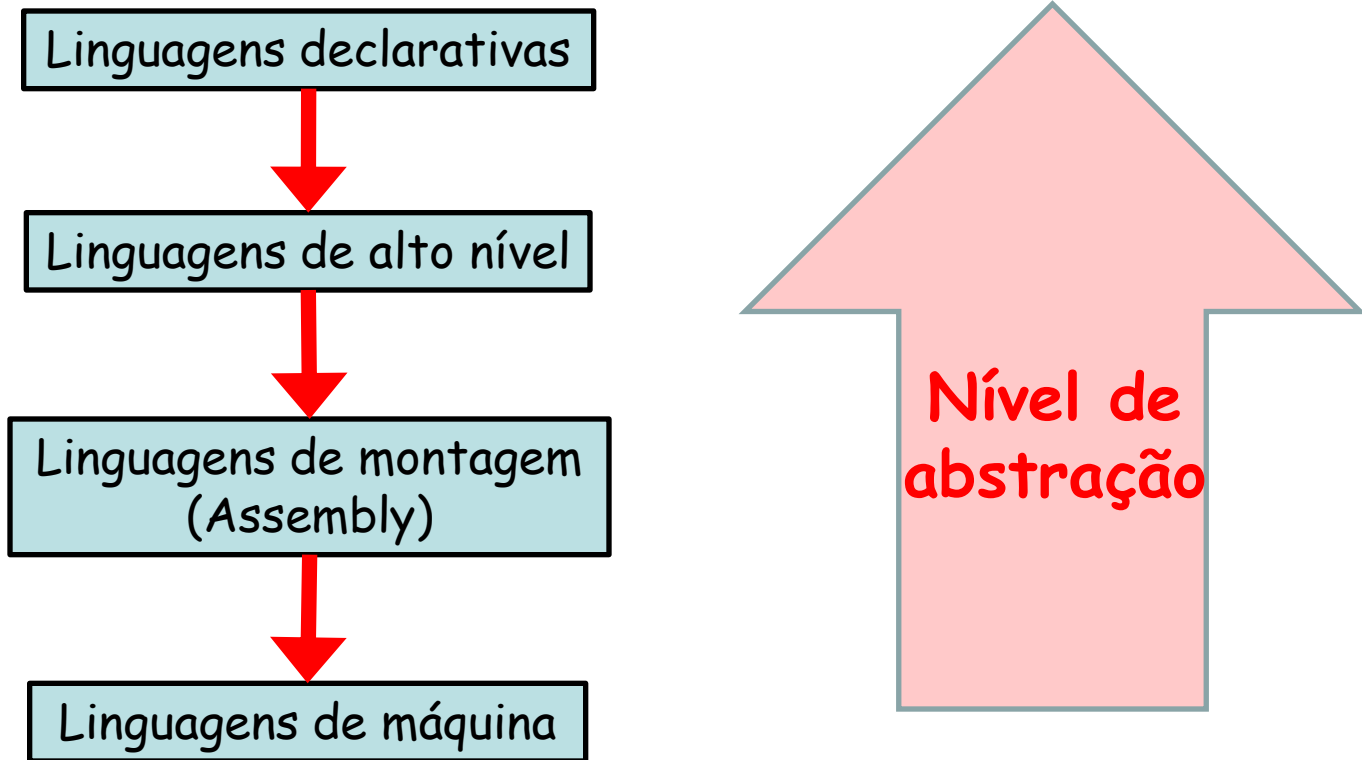 Linguagens declarativas
Linguagens de alto nível
Linguagens de montagem
(Assembly)
Linguagens de máquina
Nível de
abstração